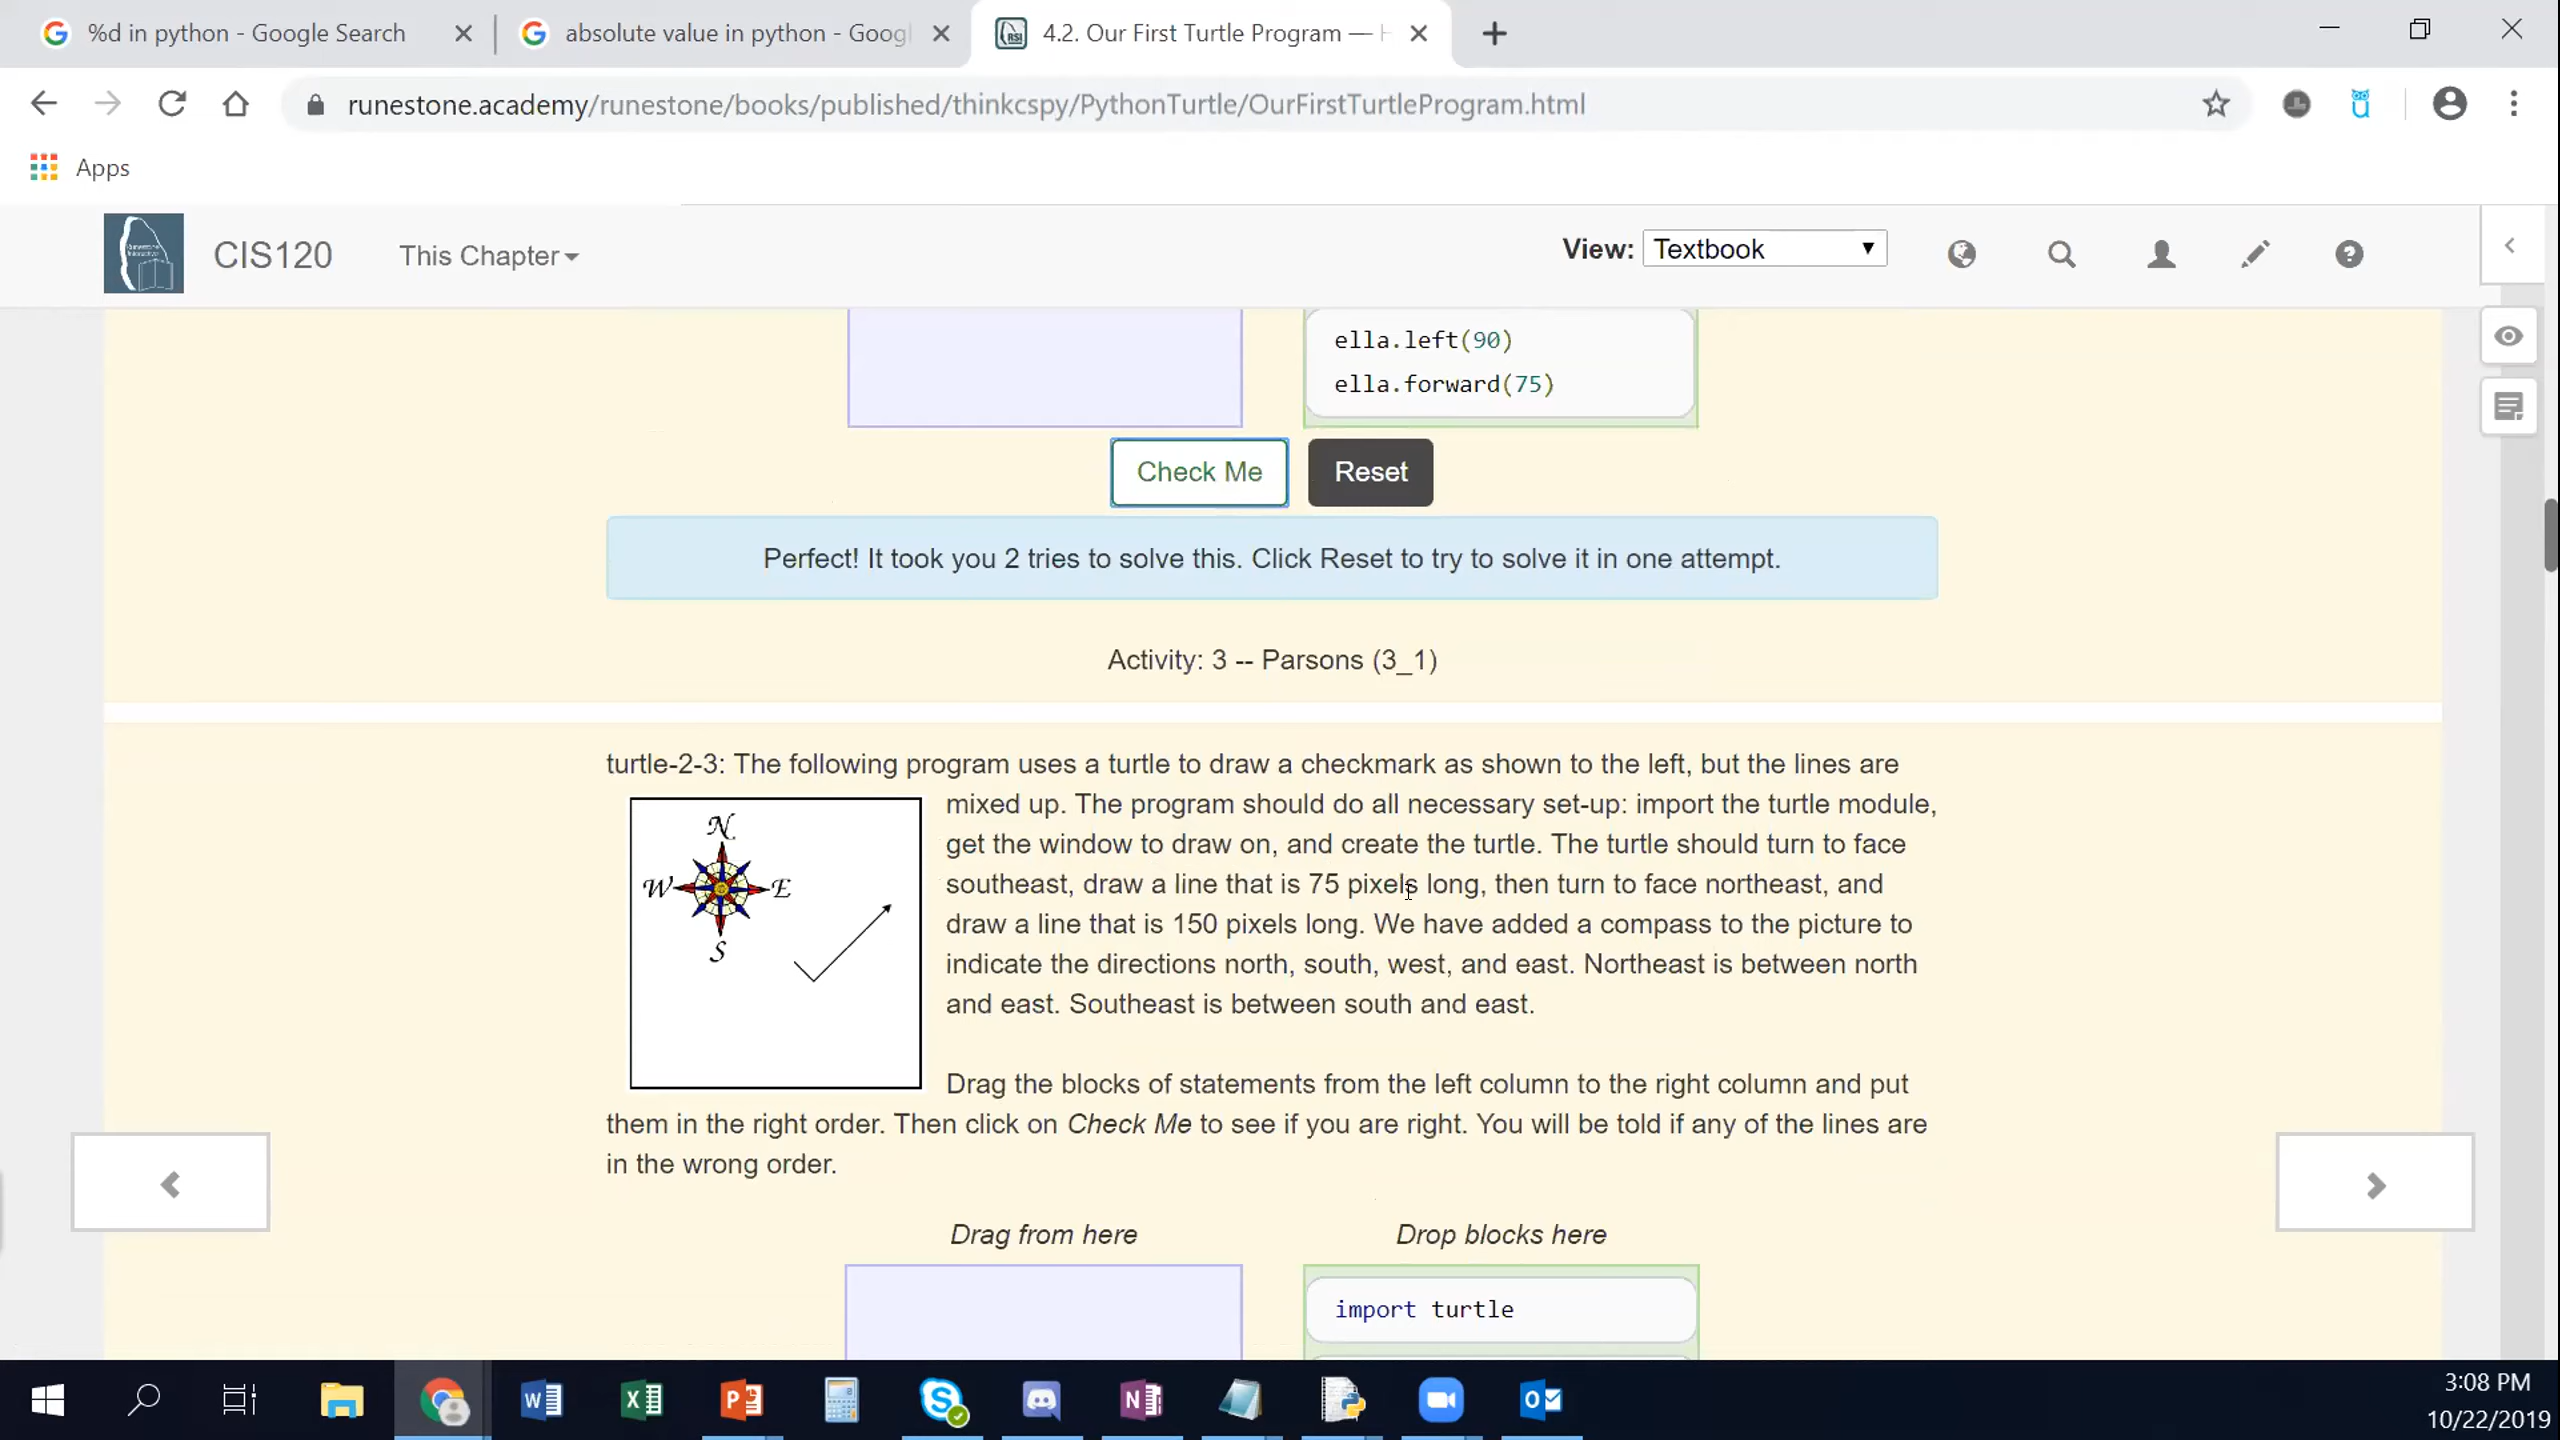 %d in python - Google Search
absolute value in python - Googl
4.2. Our First Turtle Program —
runestone.academy/runestone/books/published/thinkcspy/PythonTurtle/OurFirstTurtleProgram.html
Apps
CIS120
This Chapter
View:
Textbook
ella.left(90)
ella.forward(75)
Check Me
Reset
Perfect! It took you 2 tries to solve this. Click Reset to try to solve it in one attempt.
Activity: 3 -- Parsons (3_1)
turtle-2-3: The following program uses a turtle to draw a checkmark as shown to the left, but the lines are
mixed up. The program should do all necessary set-up: import the turtle module,
get the window to draw on, and create the turtle. The turtle should turn to face
southeast, draw a line that is 75 pixels long, then turn to face northeast, and
draw a line that is 150 pixels long. We have added a compass to the picture to
indicate the directions north, south, west, and east. Northeast is between north
and east. Southeast is between south and east.
N
W
E
S
Drag the blocks of statements from the left column to the right column and put
them in the right order. Then click on Check Me to see if you are right. You will be told if any of the lines are
in the wrong order.
Drag from here
Drop blocks here
import turtle
3:08 PM
10/22/2019